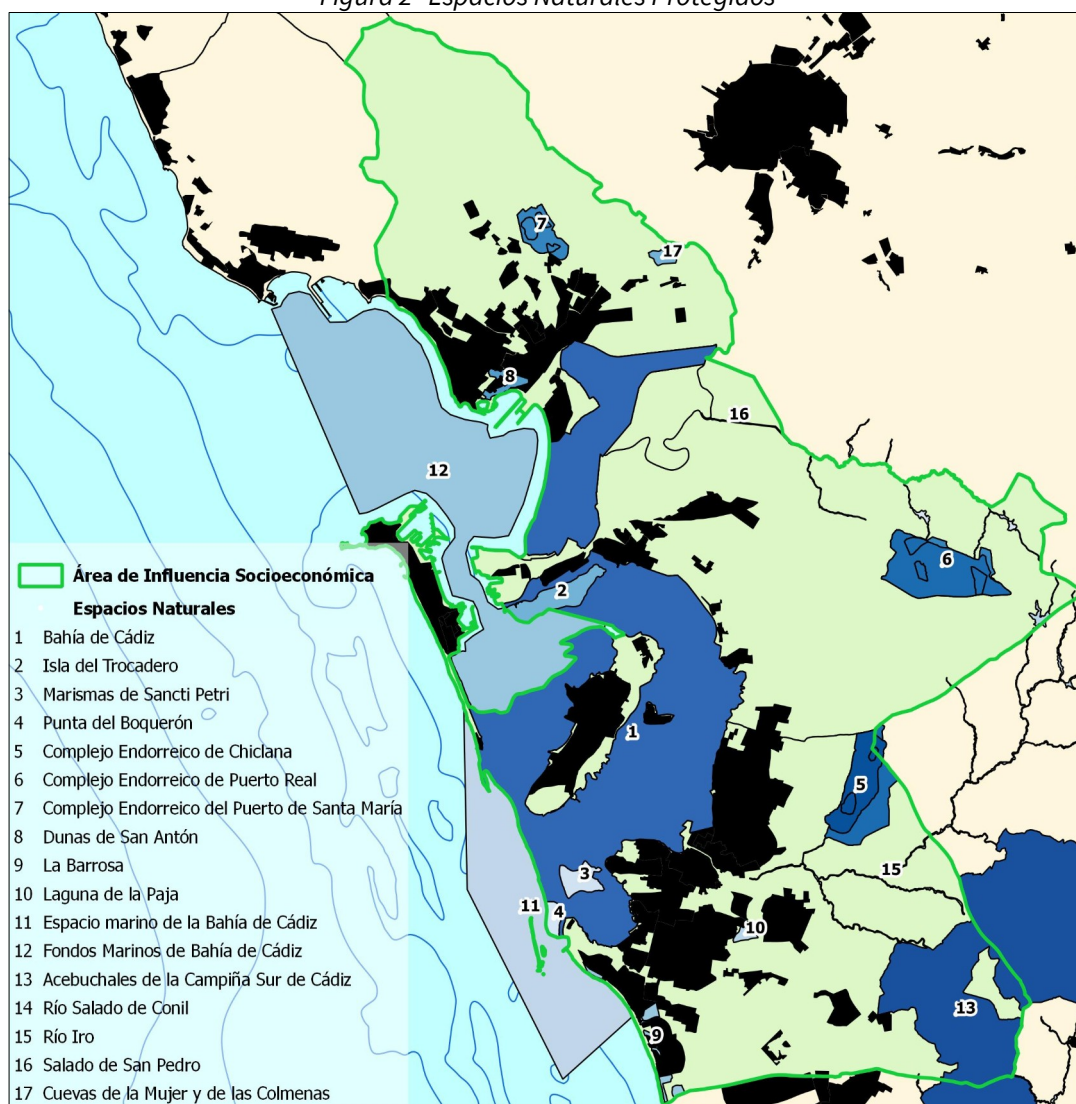 Figura 2 Espacios Naturales Protegidos
7
17
8
16
12
6
2
1
5
15
3
11
4
10
13
9
Área de Influencia Socioeconómica
Espacios Naturales
1 Bahía de Cádiz
2 Isla del Trocadero
3 Marismas de Sancti Petri
4 Punta del Boquerón
5 Complejo Endorreico de Chiclana
6 Complejo Endorreico de Puerto Real
7 Complejo Endorreico del Puerto de Santa María
8 Dunas de San Antón
9 La Barrosa
10 Laguna de la Paja
11 Espacio marino de la Bahía de Cádiz
12 Fondos Marinos de Bahía de Cádiz
13 Acebuchales de la Campiña Sur de Cádiz
14 Río Salado de Conil
15 Río Iro
16 Salado de San Pedro
17 Cuevas de la Mujer y de las Colmenas